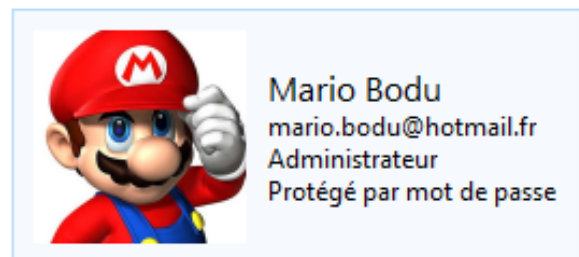 M
Mario Bodu
mario.bodu@hotmail.fr
Administrateur
Protégé par mot de passe